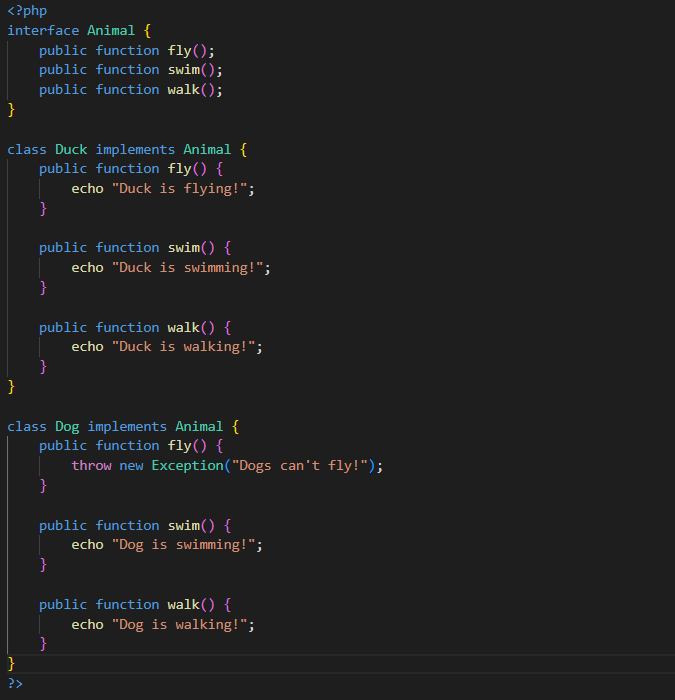 <?php
interface Animal {
    public function fly();
    public function swim();
    public function walk();
}
class Duck implements Animal {
    public function fly() {
        echo "Duck is flying!";
    }
    public function swim() {
        echo "Duck is swimming!";
    }
    public function walk() {
        echo "Duck is walking!";
    }
}
class Dog implements Animal {
    public function fly() {
        throw new Exception("Dogs can't fly!");
    }
    public function swim() {
        echo "Dog is swimming!";
    }
    public function walk() {
        echo "Dog is walking!";
    }
}
?>